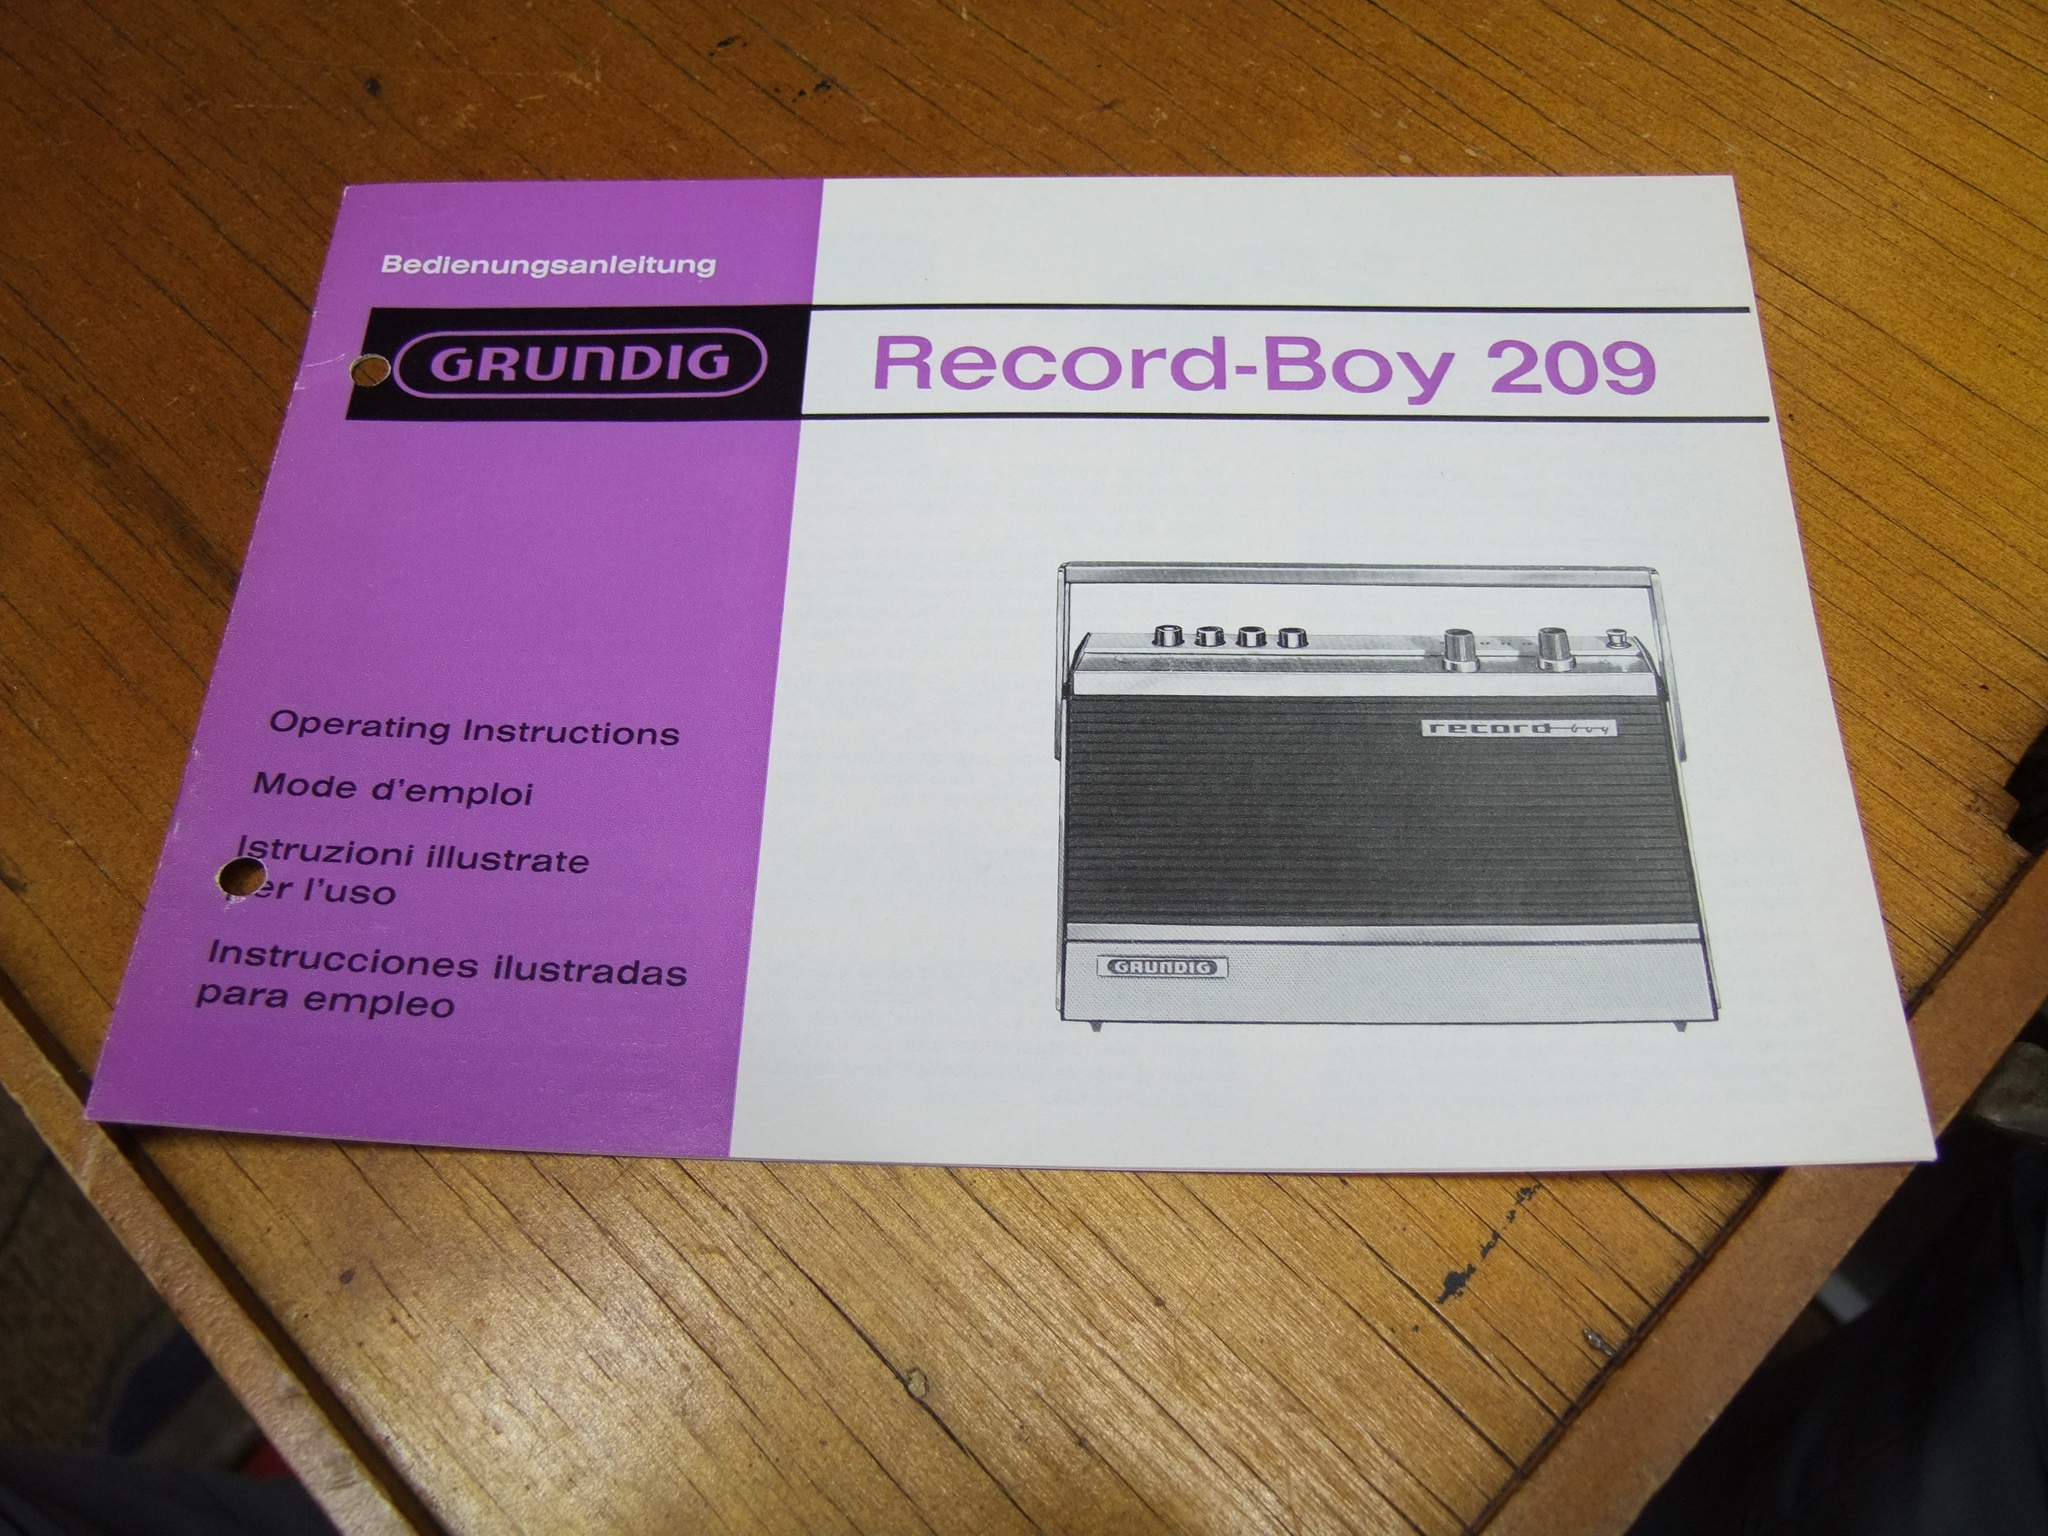 Bedienungsanleitung
GRUNDIG
Record-Boy 209
Operating Instructions
Mode d'emploi
Istruzioni illustrate
per l'uso
Instrucciones ilustradas
para empleo
record boy
GRUNDIG